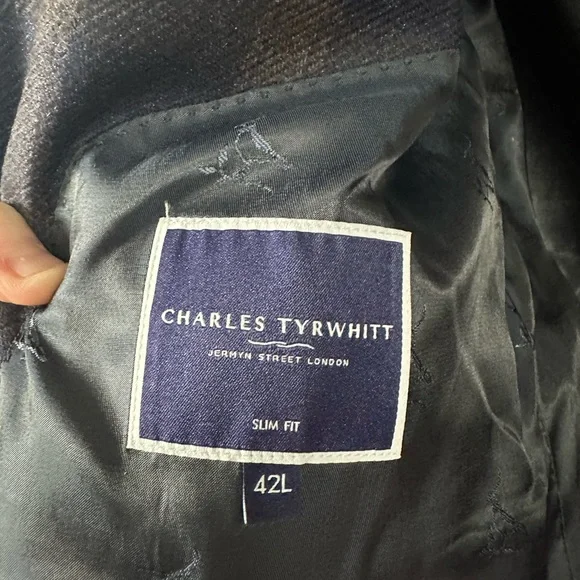 CHARLES TYRWHITT
JERMYN STREET LONDON
SLIM FIT
42L